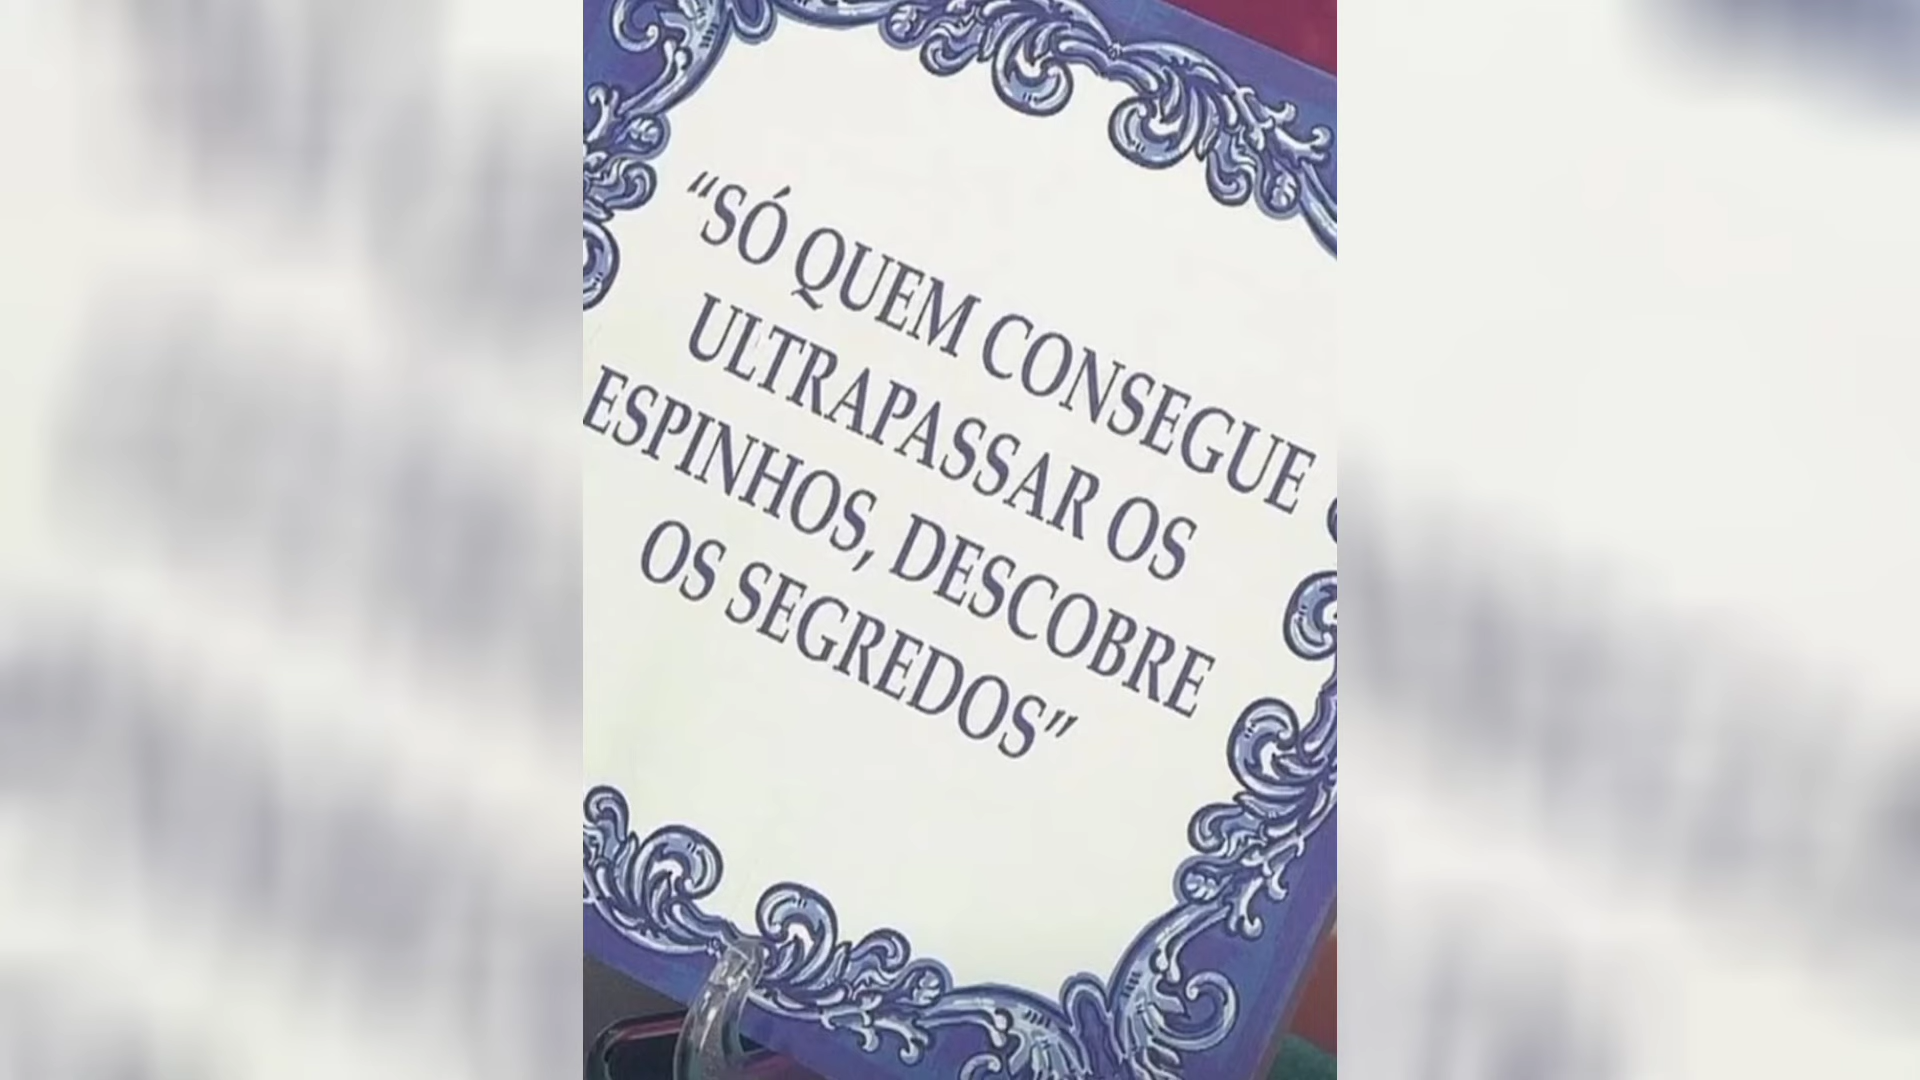 “SÓ QUEM CONSEGUE
ULTRAPASSAR OS
ESPINHOS, DESCOBRE
OS SEGREDOS”